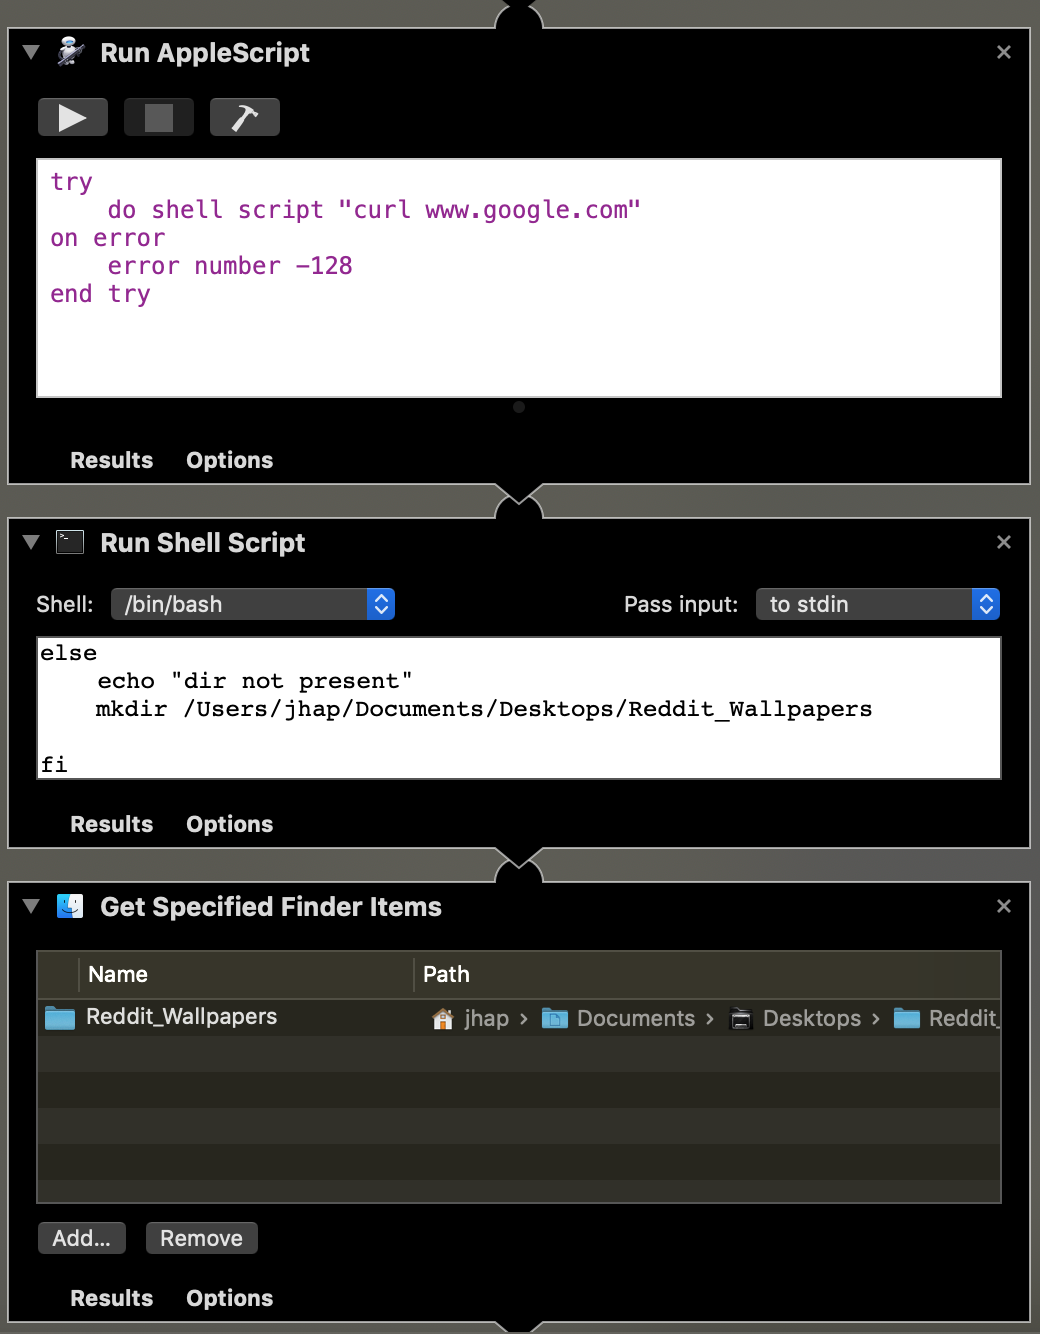 Run AppleScript
try
    do shell script "curl www.google.com"
on error
    error number -128
end try
Results Options
Run Shell Script
Shell: /bin/bash Pass input: to stdin
else
    echo "dir not present"
    mkdir /Users/jhap/Documents/Desktops/Reddit_Wallpapers
fi
Results Options
Get Specified Finder Items
Name Path
Reddit_Wallpapers jhap › Documents › Desktops › Reddit_
Add... Remove
Results Options